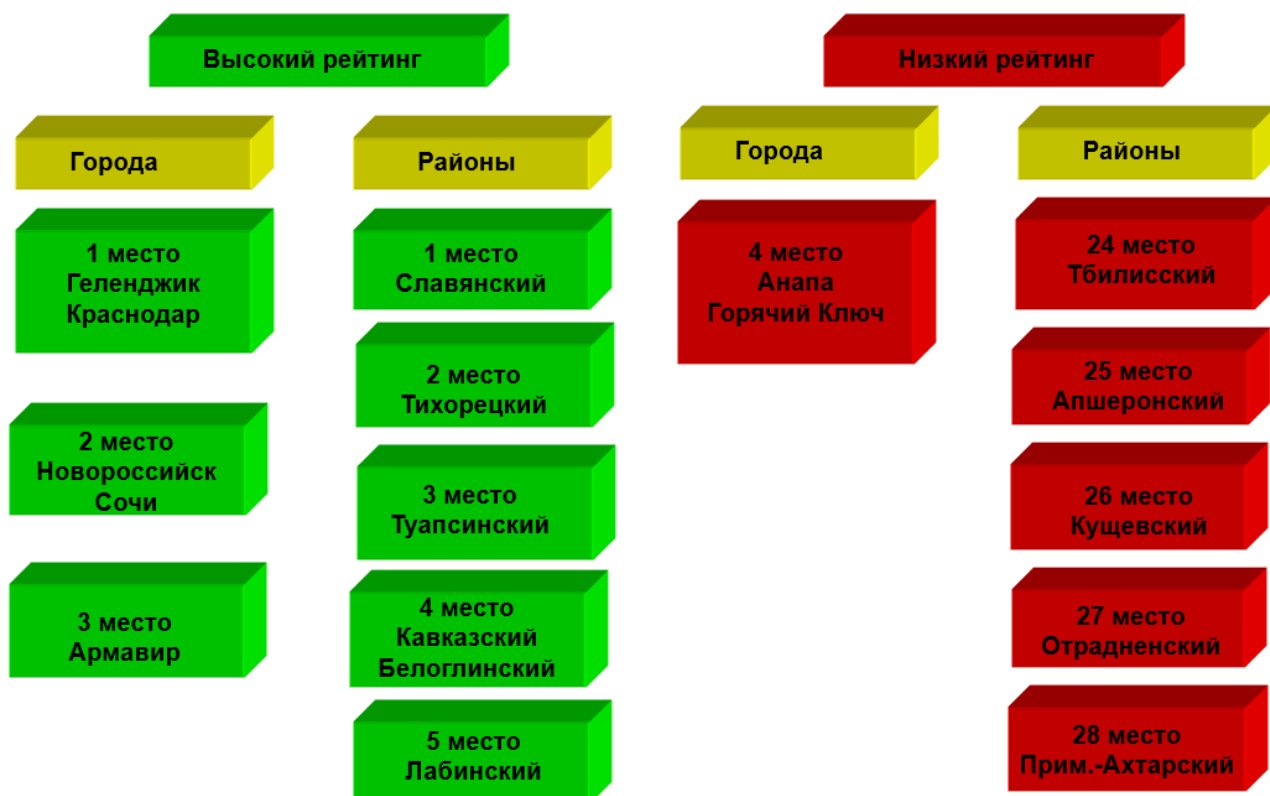 Высокий рейтинг
Города
1 место
Геленджик
Краснодар
2 место
Новороссийск
Сочи
3 место
Армавир
Районы
1 место
Славянский
2 место
Тихорецкий
3 место
Туапсинский
4 место
Кавказский
Белоглинский
5 место
Лабинский
Низкий рейтинг
Города
4 место
Анапа
Горячий Ключ
Районы
24 место
Тбилисский
25 место
Апшеронский
26 место
Кущевский
27 место
Отрадненский
28 место
Прим.-Ахтарский